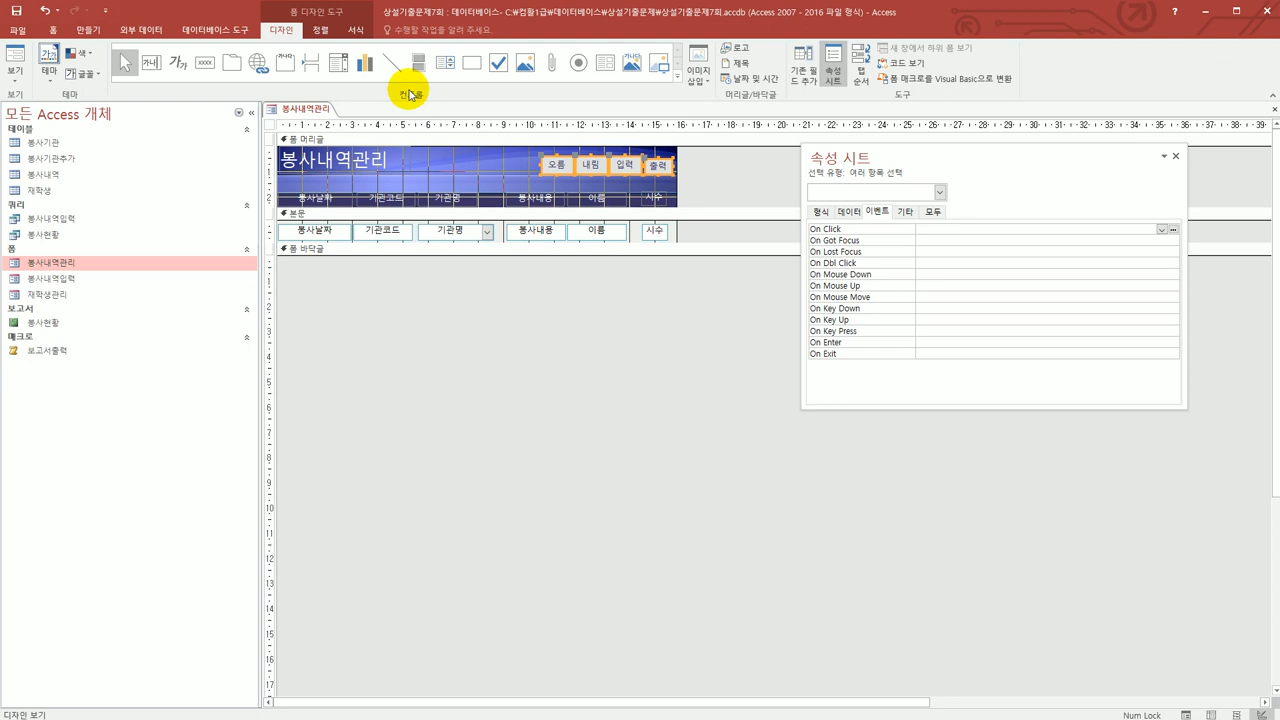 폼 디자인 도구
상설기출문제7회 : 데이터베이스- C:₩컴활1급₩데이터베이스₩상설기출문제₩상설기출문제7회.accdb (Access 2007 - 2016 파일 형식) - Access
파일 홈 만들기 외부 데이터 데이터베이스 도구 디자인 정렬 서식 수행할 작업을 알려 주세요.
보기 테마 색 글꼴
이미지 삽입
로고
제목
날짜 및 시간
기존 필드 추가
속성 시트
탭 순서
새 창에서 하위 폼 보기
코드 보기
폼 매크로를 Visual Basic으로 변환
보기 테마 컨트롤 머리글/바닥글 도구
모든 Access 개체
테이블
봉사기관
봉사기관추가
봉사내역
재학생
쿼리
봉사내역입력
봉사현황
폼
봉사내역관리
봉사내역입력
재학생관리
보고서
봉사현황
매크로
보고서출력
봉사내역관리
폼 머리글
봉사내역관리 오름 내림 입력 출력
봉사날짜 기관코드 기관명 봉사내용 이름 시수
본문
봉사날짜 기관코드 기관명 봉사내용 이름 시수
폼 바닥글
속성 시트
선택 유형: 여러 항목 선택
형식 데이터 이벤트 기타 모두
On Click
On Got Focus
On Lost Focus
On Dbl Click
On Mouse Down
On Mouse Up
On Mouse Move
On Key Down
On Key Up
On Key Press
On Enter
On Exit
디자인 보기 Num Lock